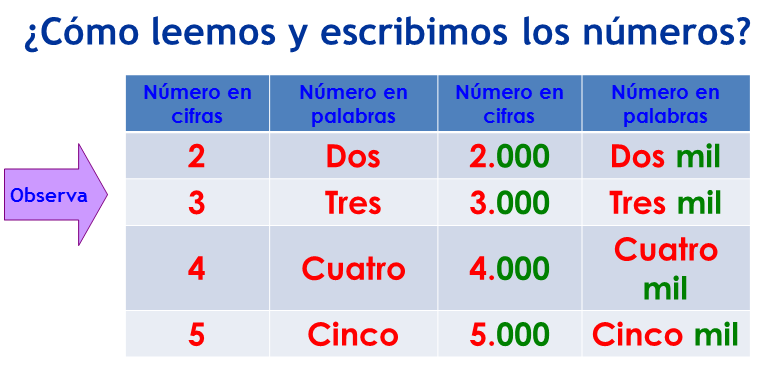 ¿Cómo leemos y escribimos los números?
Número en cifras Número en palabras Número en cifras Número en palabras
Observa
2 Dos 2.000 Dos mil
3 Tres 3.000 Tres mil
4 Cuatro 4.000 Cuatro mil
5 Cinco 5.000 Cinco mil